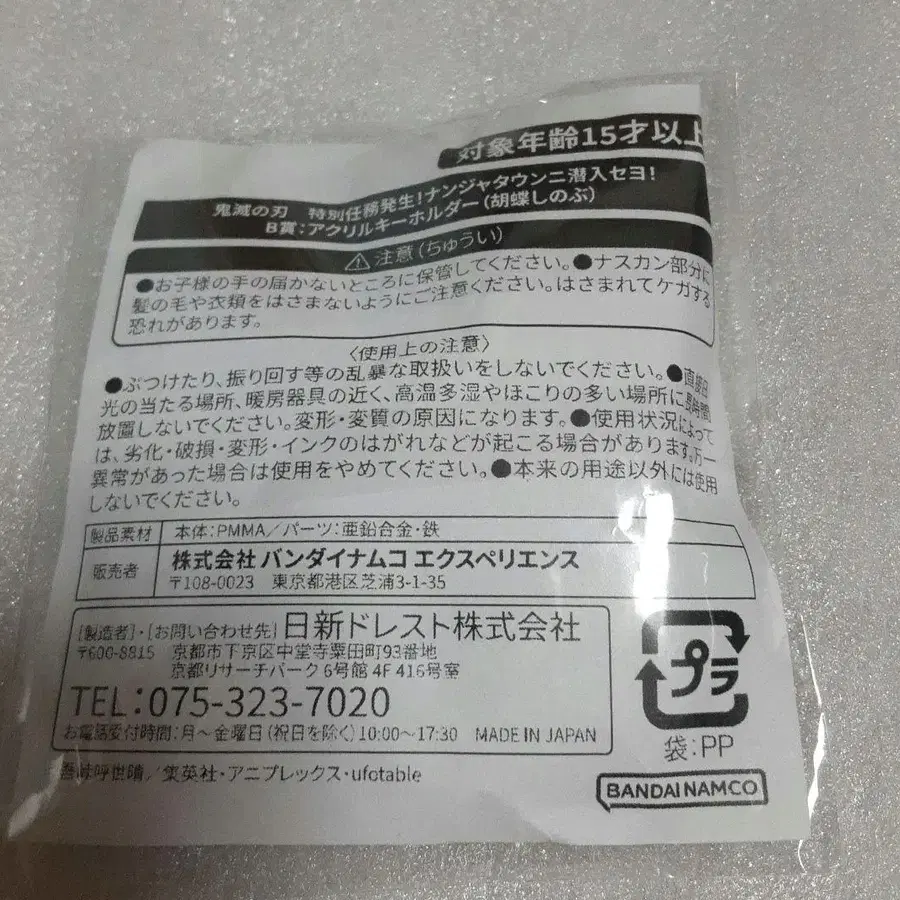 対象年齢15才以上
鬼滅の刃 特別任務発生!ナンジャタウンニ潜入セヨ!
B賞:アクリルキーホルダー(胡蝶しのぶ)
⚠注意(ちゅうい)
●お子様の手の届かないところに保管してください。●ナスカン部分に
髪の毛や衣類をはさまないようにご注意ください。はさまれてケガする
恐れがあります。
〈使用上の注意〉
●ぶつけたり、振り回す等の乱暴な取扱いをしないでください。●直接日
光の当たる場所、暖房器具の近く、高温多湿やほこりの多い場所に長時間
放置しないでください。変形・変質の原因になります。●使用状況によって
は、劣化・破損・変形・インクのはがれなどが起こる場合があります。万一
異常があった場合は使用をやめてください。●本来の用途以外には使用
しないでください。
製品素材 本体:PMMA/パーツ:亜鉛合金・鉄
販売者 株式会社 バンダイナムコ エクスペリエンス
〒108-0023 東京都港区芝浦3-1-35
[製造者]・[お問い合わせ先] 日新ドレスト株式会社
〒600-8815 京都市下京区中堂寺粟田町93番地
京都リサーチパーク 6号館 4F 416号室
TEL:075-323-7020
お電話受付時間:月~金曜日(祝日を除く)10:00~17:30 MADE IN JAPAN
プラ
袋:PP
吾峠呼世晴/集英社・アニプレックス・ufotable
BANDAI NAMCO